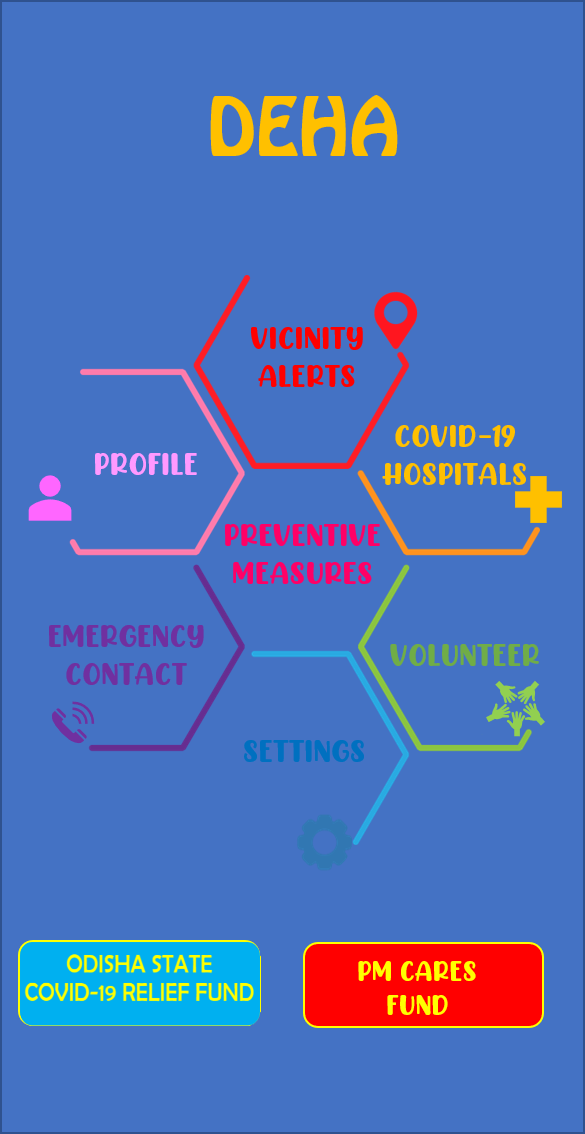 DEHA
VICINITY
ALERTS
COVID-19
HOSPITALS
PROFILE
PREVENTIVE
MEASURES
EMERGENCY
CONTACT
VOLUNTEER
SETTINGS
ODISHA STATE
COVID-19 RELIEF FUND
PM CARES
FUND